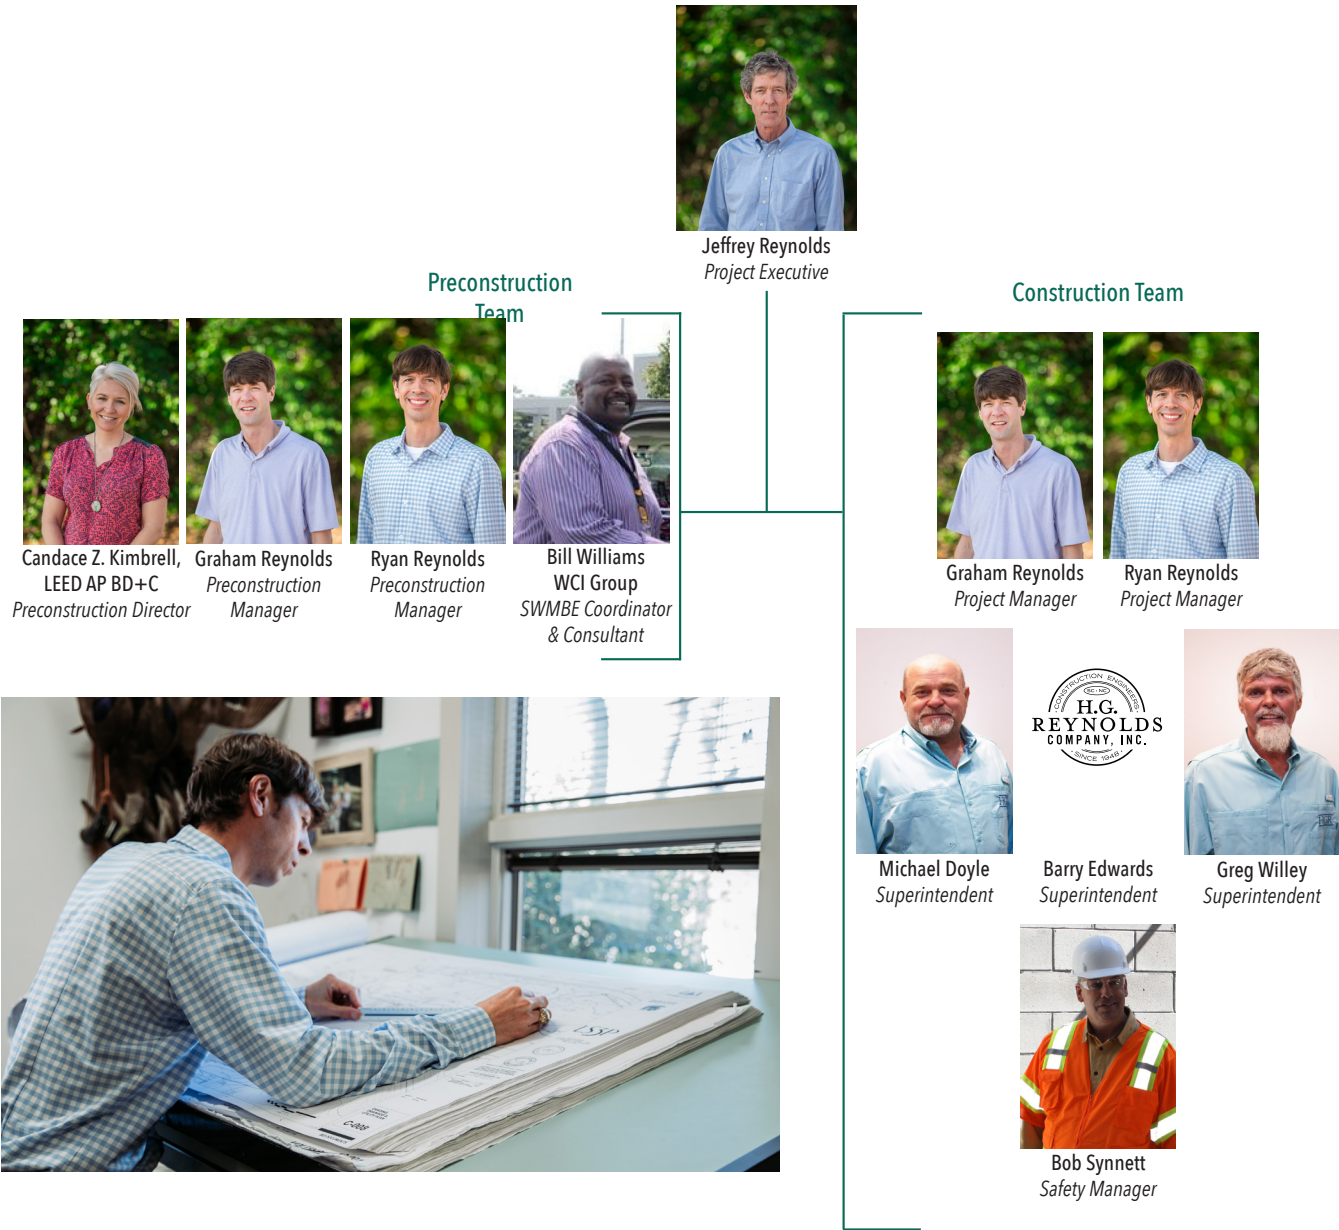 Jeffrey Reynolds
Project Executive
Preconstruction
Team
Candace Z. Kimbrell,
LEED AP BD+C
Preconstruction Director
Graham Reynolds
Preconstruction
Manager
Ryan Reynolds
Preconstruction
Manager
Bill Williams
WCI Group
SWMBE Coordinator
& Consultant
Construction Team
Graham Reynolds
Project Manager
Ryan Reynolds
Project Manager
CONSTRUCTION ENGINEERS
SC · NC
H.G.
REYNOLDS
COMPANY, INC.
· SINCE 1948 ·
Michael Doyle
Superintendent
Barry Edwards
Superintendent
Greg Willey
Superintendent
Bob Synnett
Safety Manager
C-008